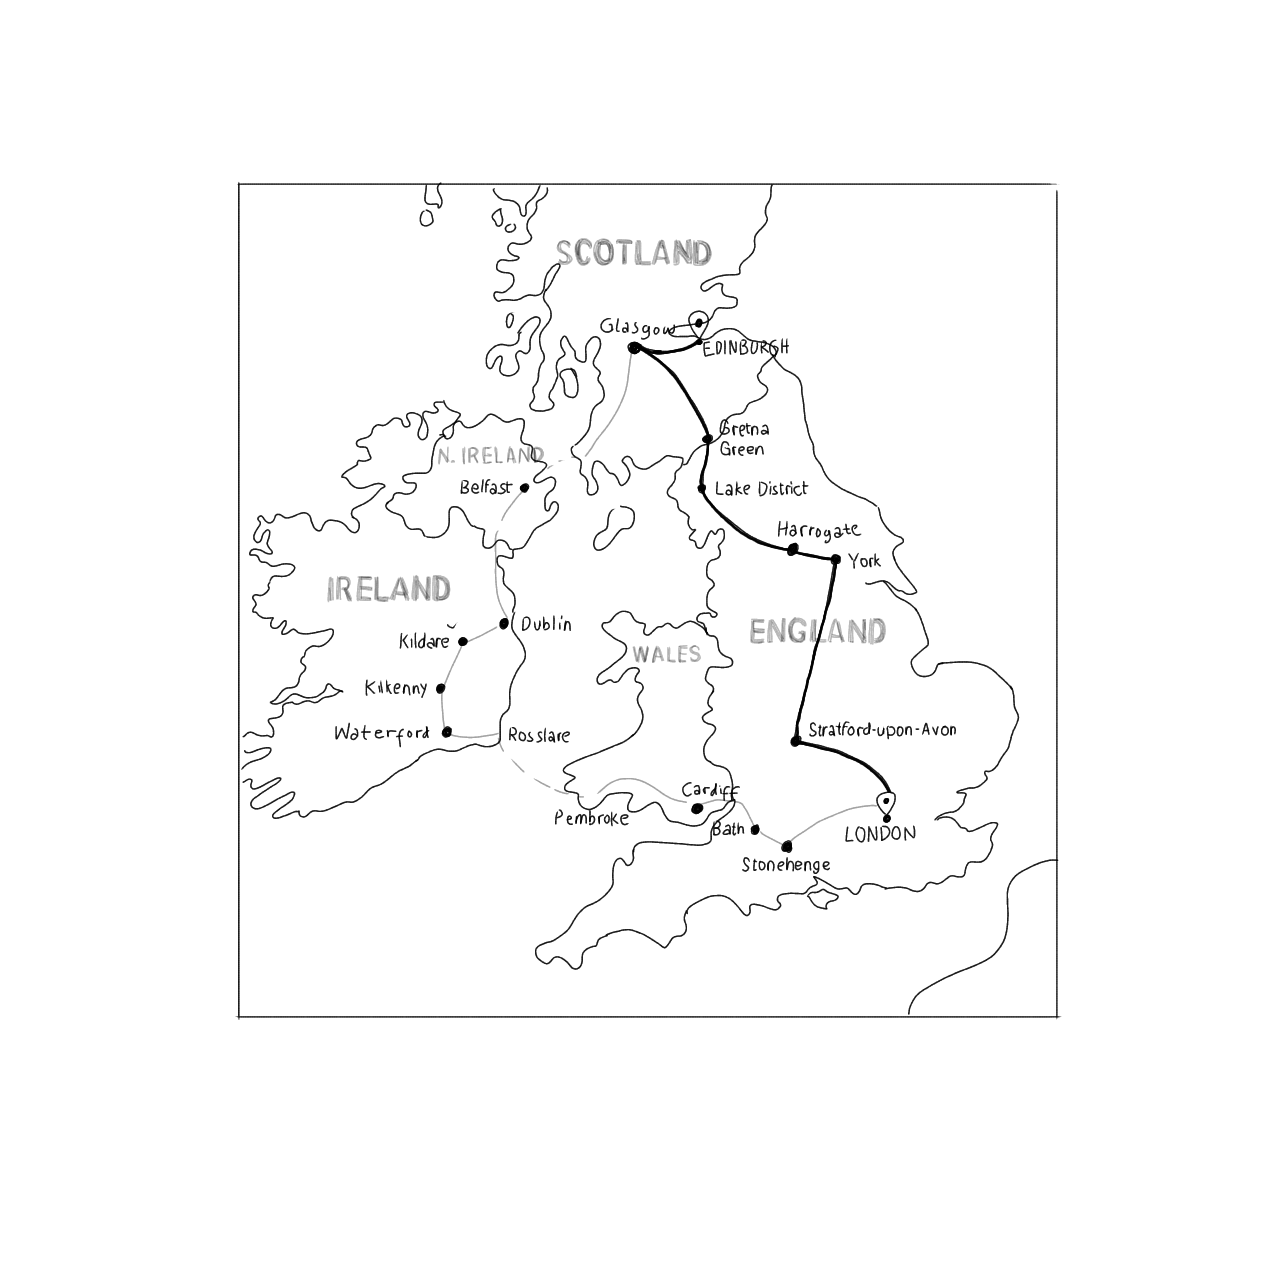 SCOTLAND
Glasgow
EDINBURGH
Gretna
Green
N. IRELAND
Belfast
Lake District
Harrogate
York
IRELAND
Dublin
Kildare
ENGLAND
WALES
Kilkenny
Waterford
Rosslare
Stratford-upon-Avon
Cardiff
Pembroke
Bath
LONDON
Stonehenge